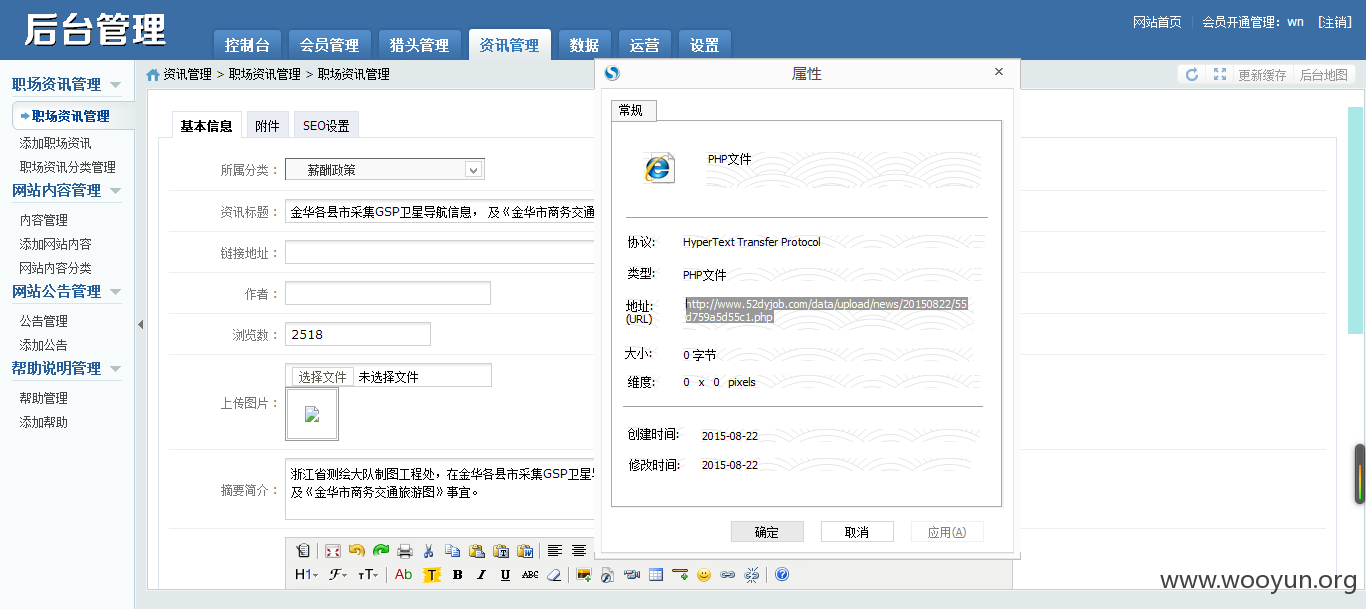 后台管理
控制台 会员管理 猎头管理 资讯管理 数据 运营 设置
网站首页 会员开通管理: wn [注销]
资讯管理 > 职场资讯管理 > 职场资讯管理
更新缓存 后台地图
职场资讯管理
职场资讯管理
添加职场资讯
职场资讯分类管理
网站内容管理
内容管理
添加网站内容
网站内容分类
网站公告管理
公告管理
添加公告
帮助说明管理
帮助管理
添加帮助
基本信息 附件 SEO设置
所属分类： 薪酬政策
资讯标题： 金华各县市采集GSP卫星导航信息， 及《金华市商务交通
链接地址：
作者：
浏览数： 2518
上传图片： 选择文件 未选择文件
摘要简介： 浙江省测绘大队制图工程处，在金华各县市采集GSP卫星
及《金华市商务交通旅游图》事宜。
H1 F TT Ab T B I U ABC
属性
常规
PHP文件
协议: HyperText Transfer Protocol
类型: PHP文件
地址: http://www.52dyjob.com/data/upload/news/20150822/55
(URL) d759a5d55c1.php
大小: 0 字节
维度: 0 x 0 pixels
创建时间: 2015-08-22
修改时间: 2015-08-22
确定 取消 应用(A)
www.wooyun.org